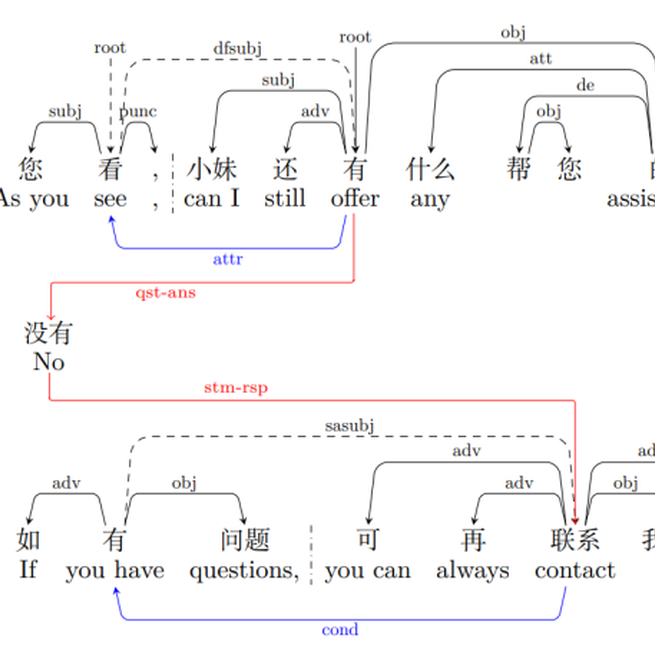 obj
root
root
dfsubj
att
subj
de
subj
punc
adv
obj
您 看 , 小妹 还 有 什么 帮 您
As you see , can I still offer any assis
attr
qst-ans
没有
No
stm-rsp
sasubj
adv
ad
adv
obj
adv
obj
如 有 问题 可 再 联系
If you have questions, you can always contact
cond